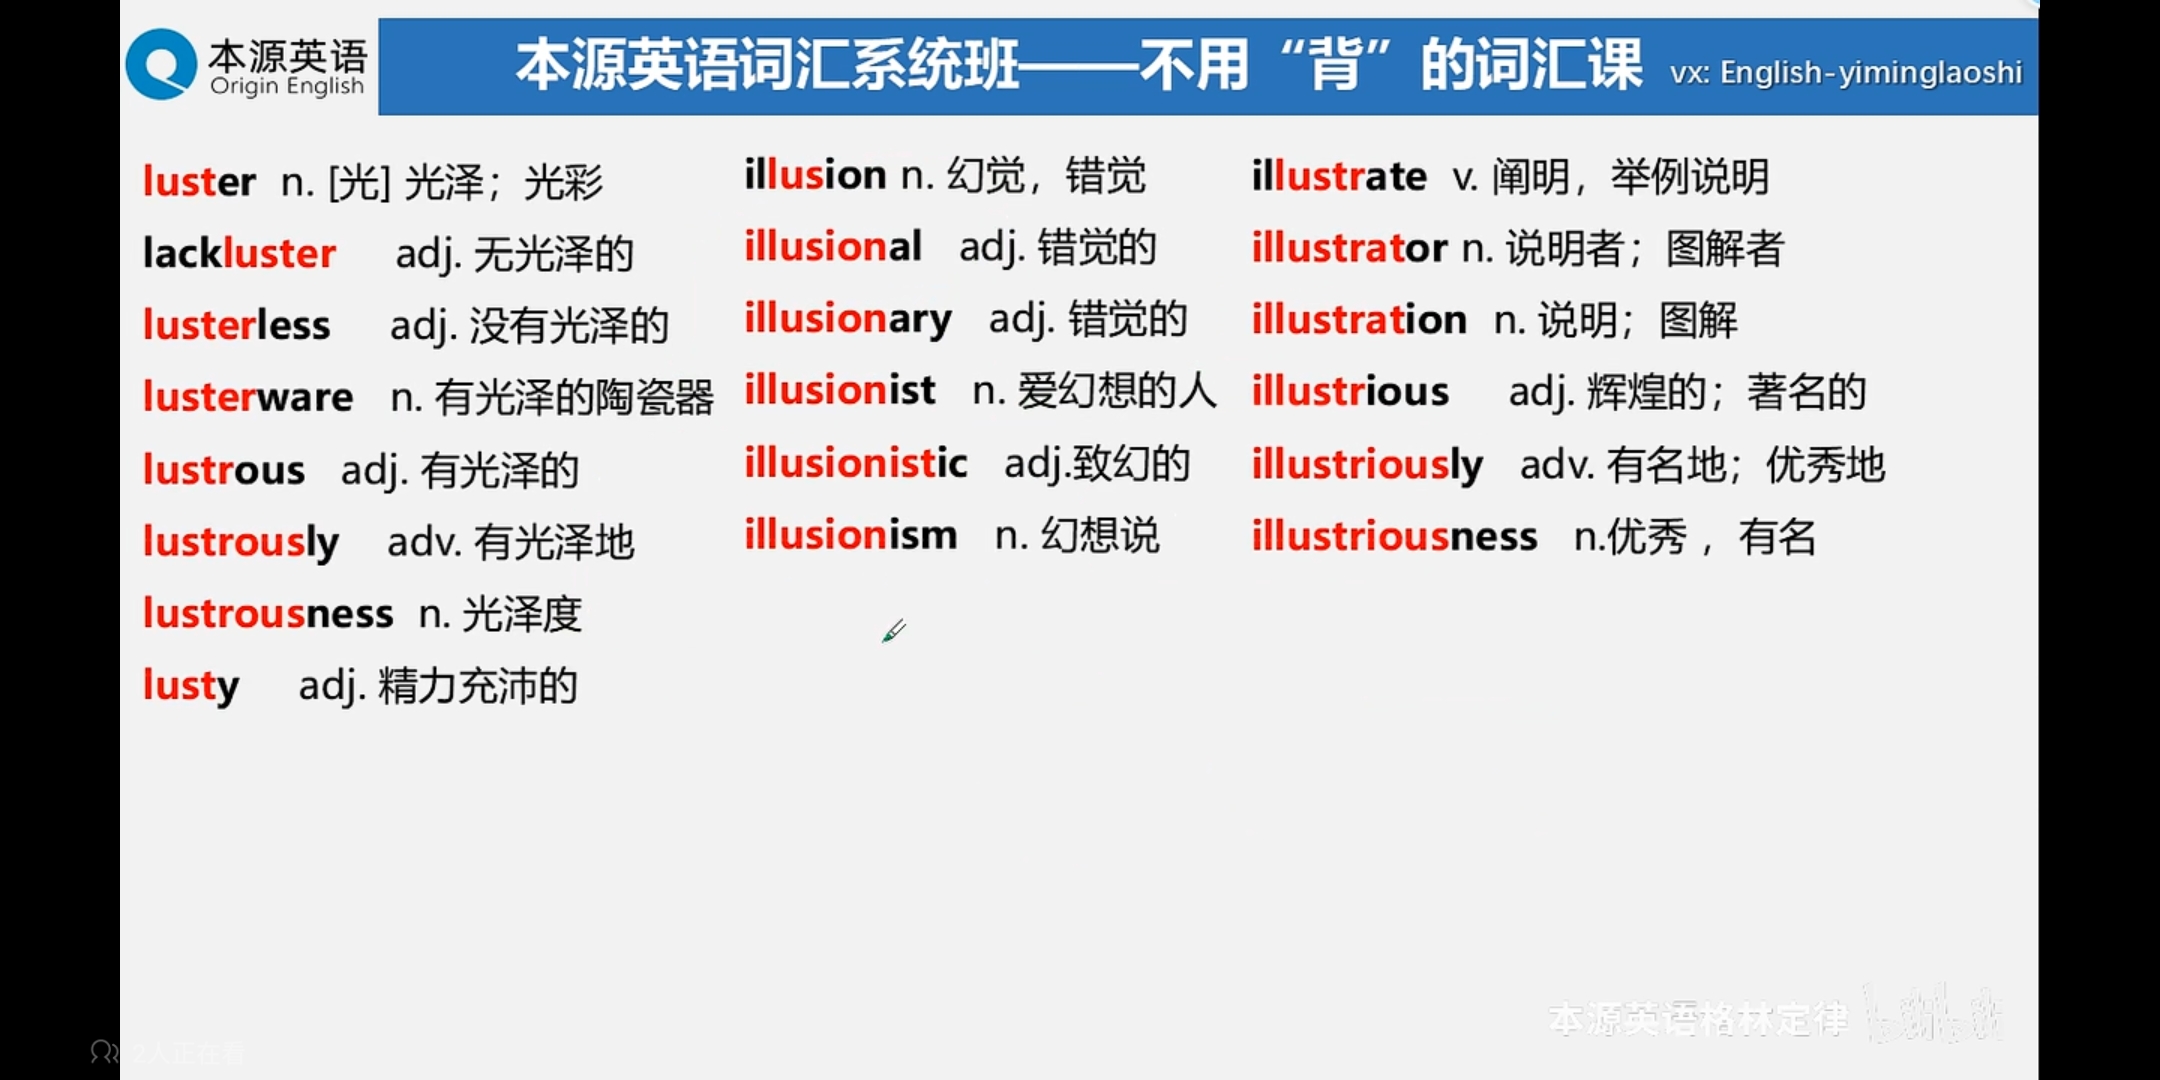 本源英语
Origin English
本源英语词汇系统班——不用“背”的词汇课 vx: English-yiminglaoshi
luster n. [光] 光泽；光彩
lackluster adj. 无光泽的
lusterless adj. 没有光泽的
lusterware n. 有光泽的陶瓷器
lustrous adj. 有光泽的
lustrously adv. 有光泽地
lustrousness n. 光泽度
lusty adj. 精力充沛的
illusion n. 幻觉，错觉
illusional adj. 错觉的
illusionary adj. 错觉的
illusionist n. 爱幻想的人
illusionistic adj.致幻的
illusionism n. 幻想说
illustrate v. 阐明，举例说明
illustrator n. 说明者；图解者
illustration n. 说明；图解
illustrious adj. 辉煌的；著名的
illustriously adv. 有名地；优秀地
illustriousness n.优秀 ，有名
本源英语格林定律 bilibili
2人正在看